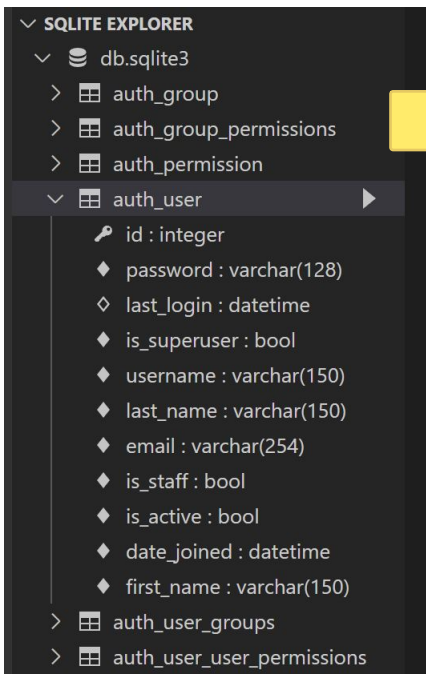 SQLITE EXPLORER
db.sqlite3
auth_group
auth_group_permissions
auth_permission
auth_user
id : integer
password : varchar(128)
last_login : datetime
is_superuser : bool
username : varchar(150)
last_name : varchar(150)
email : varchar(254)
is_staff : bool
is_active : bool
date_joined : datetime
first_name : varchar(150)
auth_user_groups
auth_user_user_permissions